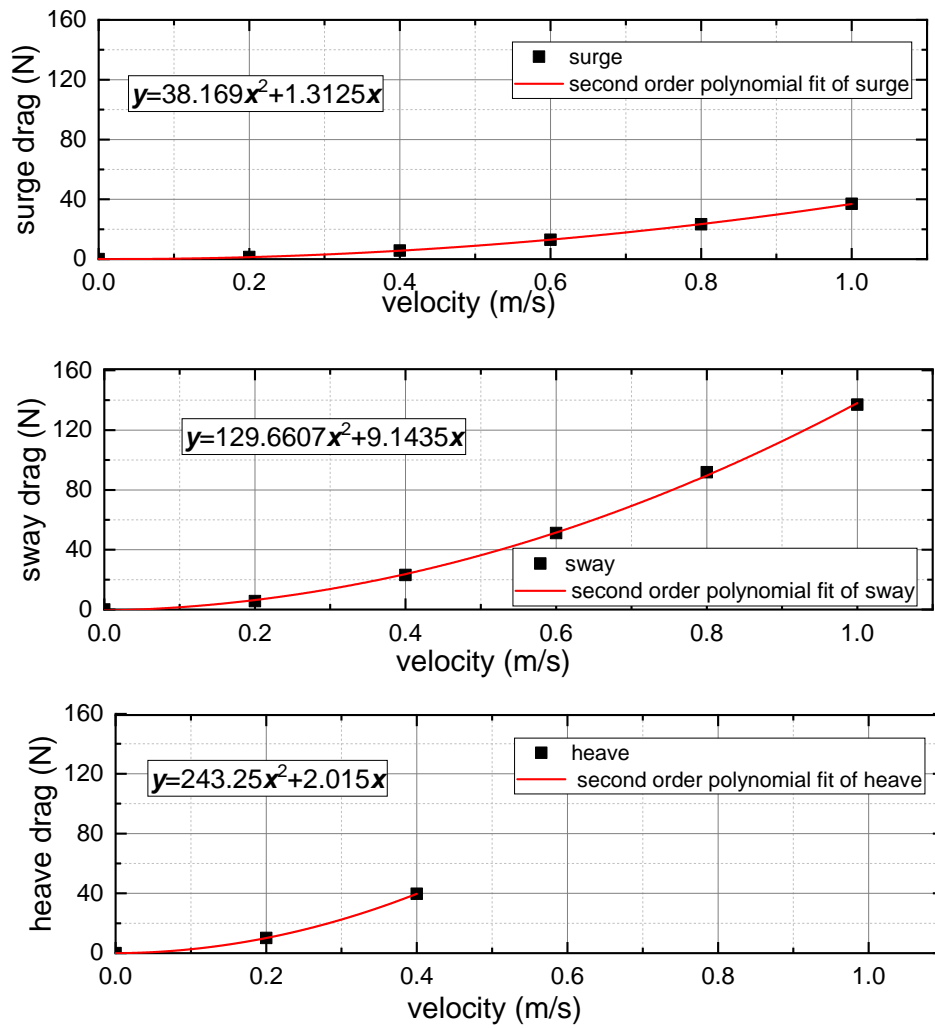 160
120
80
40
0
surge drag (N)
y=38.169x²+1.3125x
surge
second order polynomial fit of surge
0.0 0.2 0.4 0.6 0.8 1.0
velocity (m/s)
160
120
80
40
0
sway drag (N)
y=129.6607x²+9.1435x
sway
second order polynomial fit of sway
0.0 0.2 0.4 0.6 0.8 1.0
velocity (m/s)
160
120
80
40
0
heave drag (N)
y=243.25x²+2.015x
heave
second order polynomial fit of heave
0.0 0.2 0.4 0.6 0.8 1.0
velocity (m/s)